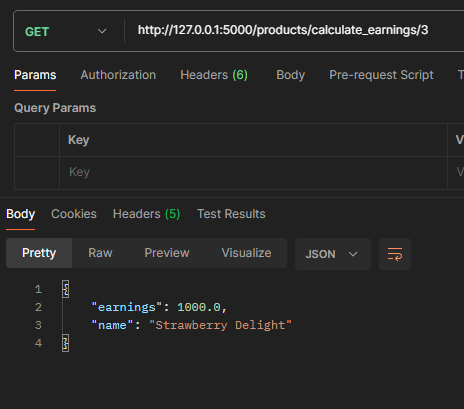 GET http://127.0.0.1:5000/products/calculate_earnings/3
Params Authorization Headers (6) Body Pre-request Script T
Query Params
Key V
Key V
Body Cookies Headers (5) Test Results
Pretty Raw Preview Visualize JSON
1 {
2 "earnings": 1000.0,
3 "name": "Strawberry Delight"
4 }